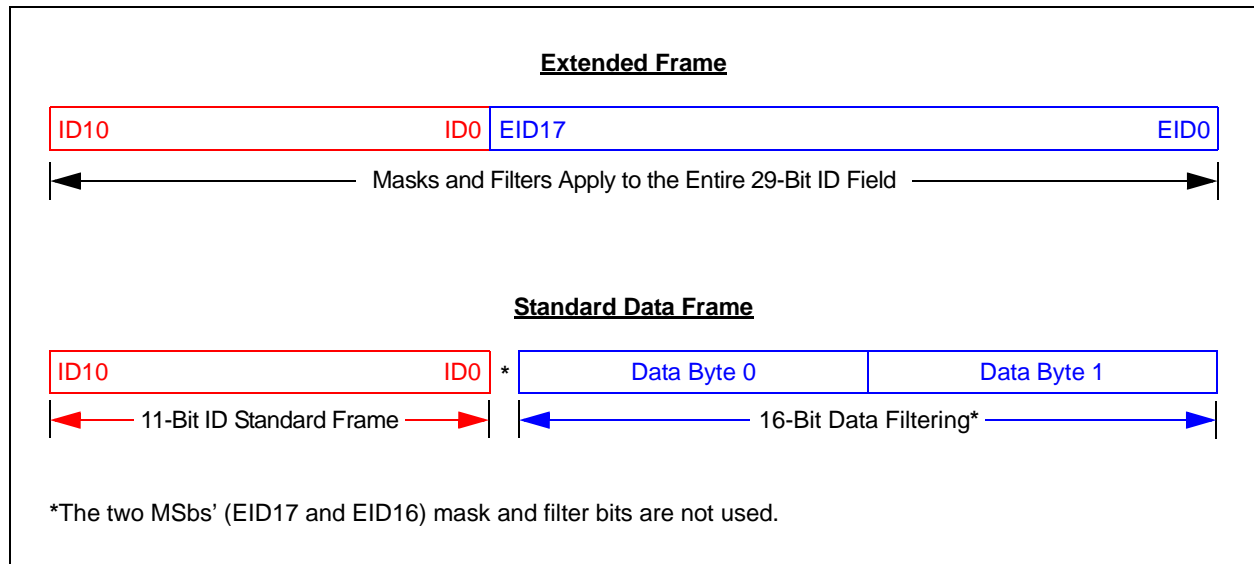 Extended Frame
ID10 ID0 EID17 EID0
Masks and Filters Apply to the Entire 29-Bit ID Field
Standard Data Frame
ID10 ID0 * Data Byte 0 Data Byte 1
11-Bit ID Standard Frame 16-Bit Data Filtering*
*The two MSbs' (EID17 and EID16) mask and filter bits are not used.